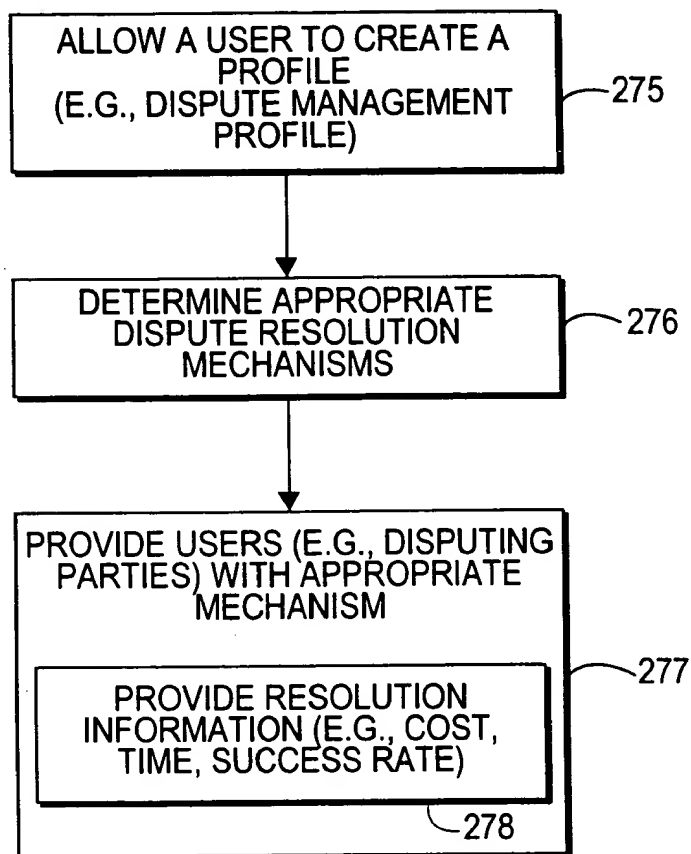 ALLOW A USER TO CREATE A
PROFILE
(E.G., DISPUTE MANAGEMENT
PROFILE)
275
DETERMINE APPROPRIATE
DISPUTE RESOLUTION
MECHANISMS
276
PROVIDE USERS (E.G., DISPUTING
PARTIES) WITH APPROPRIATE
MECHANISM
277
PROVIDE RESOLUTION
INFORMATION (E.G., COST,
TIME, SUCCESS RATE)
278